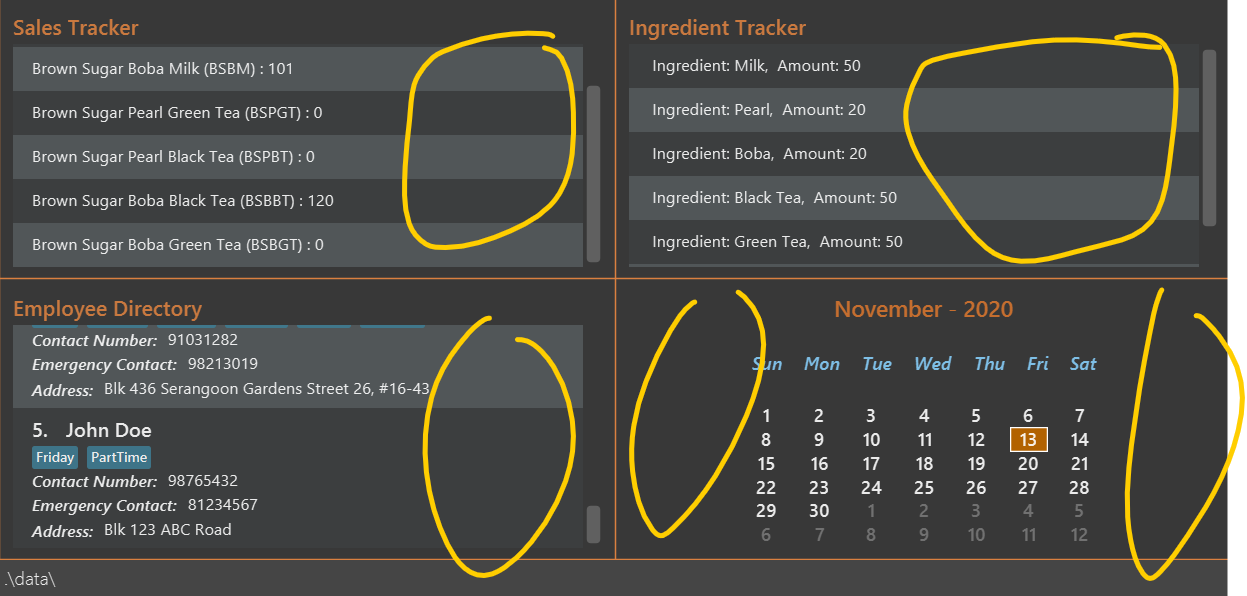 Sales Tracker
Brown Sugar Boba Milk (BSBM) : 101
Brown Sugar Pearl Green Tea (BSPGT) : 0
Brown Sugar Pearl Black Tea (BSPBT) : 0
Brown Sugar Boba Black Tea (BSBBT) : 120
Brown Sugar Boba Green Tea (BSBGT) : 0
Ingredient Tracker
Ingredient: Milk, Amount: 50
Ingredient: Pearl, Amount: 20
Ingredient: Boba, Amount: 20
Ingredient: Black Tea, Amount: 50
Ingredient: Green Tea, Amount: 50
Employee Directory
Contact Number: 91031282
Emergency Contact: 98213019
Address: Blk 436 Serangoon Gardens Street 26, #16-43
5. John Doe
Friday PartTime
Contact Number: 98765432
Emergency Contact: 81234567
Address: Blk 123 ABC Road
November - 2020
Sun Mon Tue Wed Thu Fri Sat
1 2 3 4 5 6 7
8 9 10 11 12 13 14
15 16 17 18 19 20 21
22 23 24 25 26 27 28
29 30 1 2 3 4 5
6 7 8 9 10 11 12
.\data\